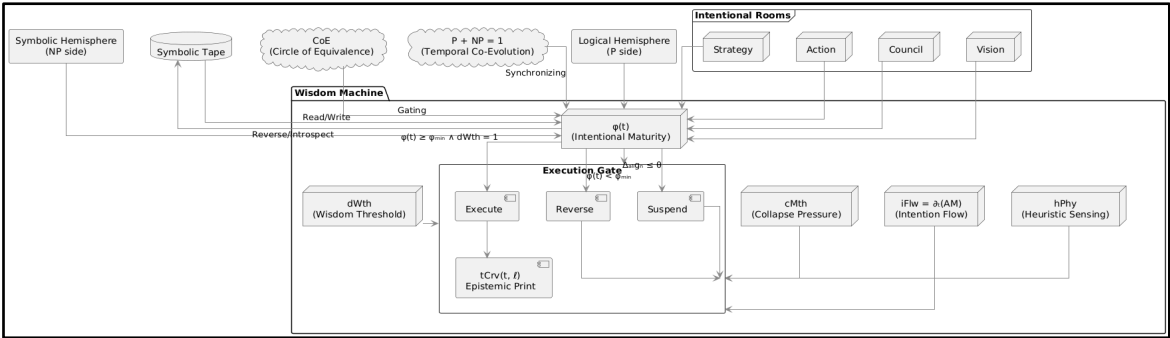 Intentional Rooms
Symbolic Hemisphere
(NP side)
Symbolic Tape
CoE
(Circle of Equivalence)
P + NP = 1
(Temporal Co-Evolution)
Logical Hemisphere
(P side)
Strategy
Action
Council
Vision
Synchronizing
Wisdom Machine
Gating
Read/Write
Reverse/Introspect
φ(t) ≥ φₘᵢₙ ∧ dWth = 1
φ(t)
(Intentional Maturity)
≤ θ
Execution Gate
φ(t) < φₘᵢₙ
dWth
(Wisdom Threshold)
Execute
Reverse
Suspend
cMth
(Collapse Pressure)
iFlw = ∂ₜ(AM)
(Intention Flow)
hPhy
(Heuristic Sensing)
tCrv(t, ℓ)
Epistemic Print